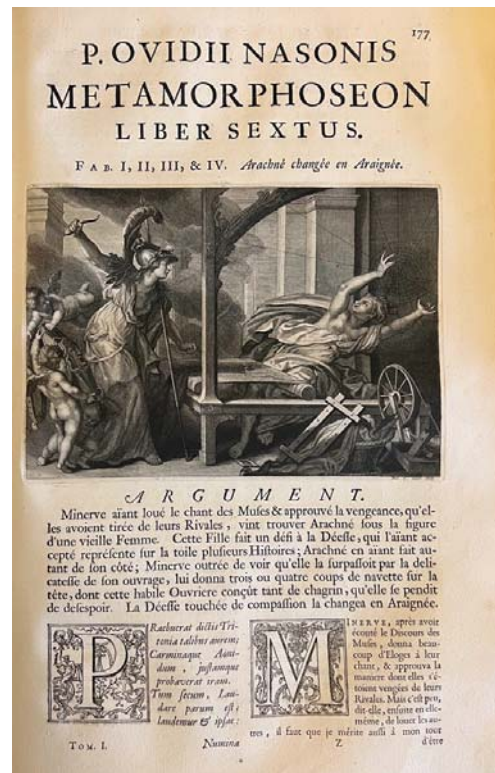 177
P. OVIDII NASONIS
METAMORPHOSEON
LIBER SEXTUS.
FAB. I, II, III, & IV. Arachné changée en Araignée.
ARGUMENT.
Minerve aïant loué le chant des Muses & approuvé la vengeance, qu'el-
les avoient tirée de leurs Rivales, vint trouver Arachné sous la figure
d'une vieille Femme. Cette Fille fait un défi à la Déesse, qui l'aïant ac-
cepté représente sur la toile plusieurs Histoires; Arachné en aïant fait au-
tant de son côté; Minerve outrée de voir qu'elle la surpassoit par la deli-
catesse de son ouvrage, lui donna trois ou quatre coups de navette sur la
tête, dont cette habile Ouvriere conçût tant de chagrin, qu'elle se pendit
de desespoir. La Déesse touchée de compassion la changea en Araignée.
PRaebuerat dictis Tri-
tonia talibus aurem;
Carminaque Aoni-
dum, justamque
probaverat iram.
Tum secum, Lau-
dare parum est;
laudemur & ipsae:
TOM. I.
Numina
MINERVE, après avoir
écouté le Discours des
Muses, donna beau-
coup d'Eloges à leur
chant, & approuva la
maniere dont elles s'é-
toient vengées de leurs
Rivales. Mais c'est peu,
dit-elle, ensuite en elle-
même, de louer les au-
tres, il faut que je mérite aussi à mon tour
Z
d'être